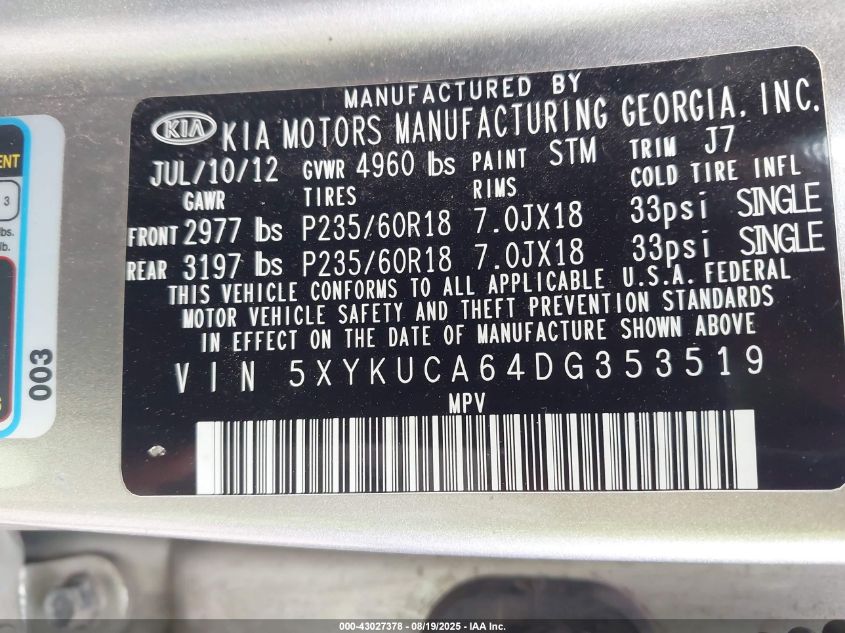 MANUFACTURED BY
KIA KIA MOTORS MANUFACTURING GEORGIA, INC.
JUL/10/12 GVWR 4960 lbs PAINT STM TRIM J7
GAWR TIRES RIMS COLD TIRE INFL
FRONT 2977 lbs P235/60R18 7.0JX18 33psi SINGLE
REAR 3197 lbs P235/60R18 7.0JX18 33psi SINGLE
THIS VEHICLE CONFORMS TO ALL APPLICABLE U.S.A. FEDERAL
MOTOR VEHICLE SAFETY AND THEFT PREVENTION STANDARDS
IN EFFECT ON THE DATE OF MANUFACTURE SHOWN ABOVE
VIN 5XYKUCA64DG353519
MPV
3
lbs.
lb.
003
000-43027378 - 08/19/2025 - IAA Inc.